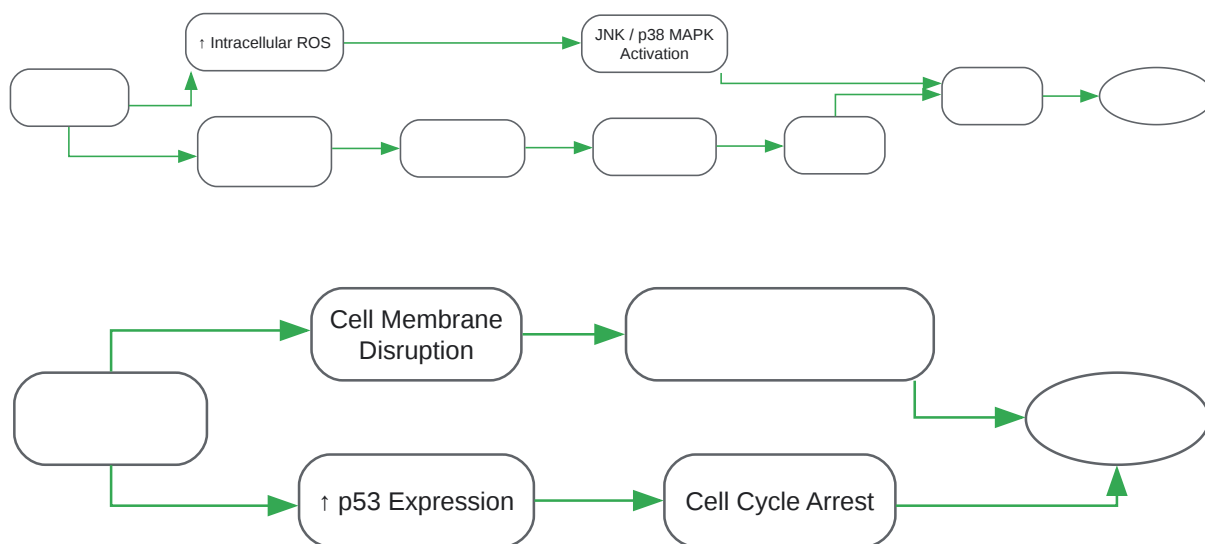 ↑ Intracellular ROS
JNK / p38 MAPK
Activation
Cell Membrane
Disruption
↑ p53 Expression
Cell Cycle Arrest